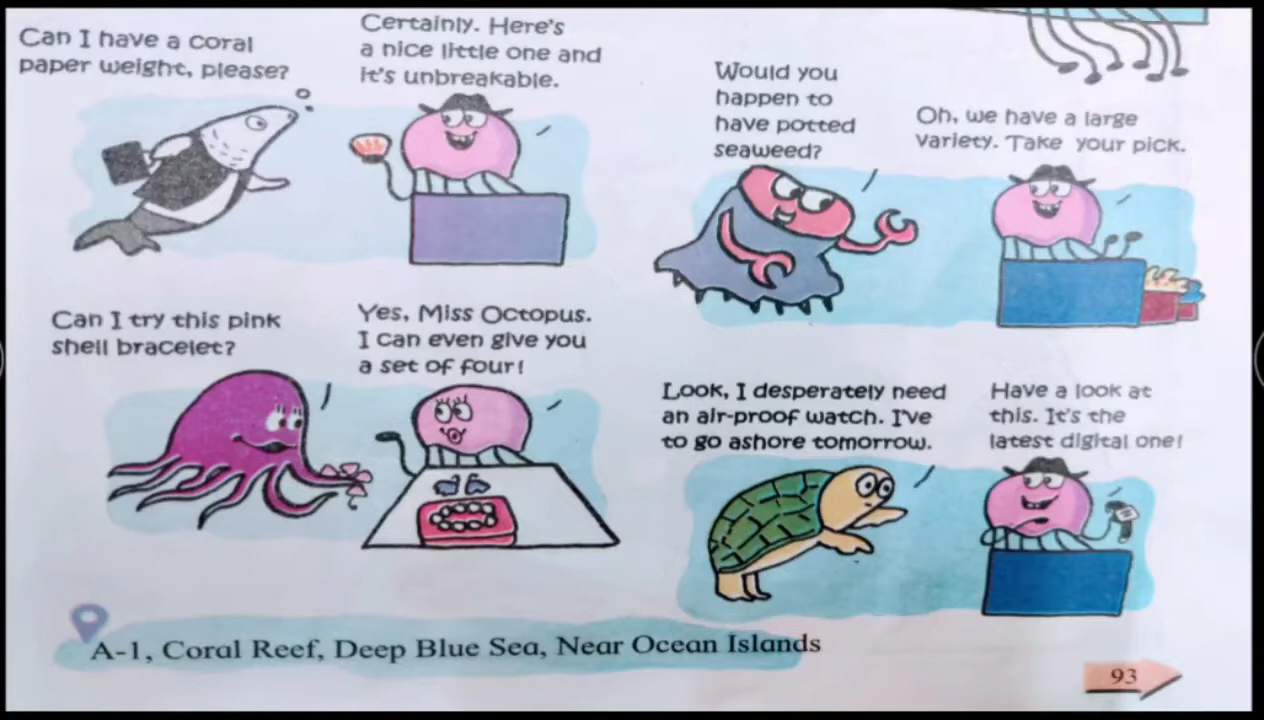 Can I have a coral
paper weight, please?
Certainly. Here's
a nice little one and
it's unbreakable.
Would you
happen to
have potted
seaweed?
Oh, we have a large
variety. Take your pick.
Can I try this pink
shell bracelet?
Yes, Miss Octopus.
I can even give you
a set of four!
Look, I desperately need
an air-proof watch. I've
to go ashore tomorrow.
Have a look at
this. It's the
latest digital one!
A-1, Coral Reef, Deep Blue Sea, Near Ocean Islands
93